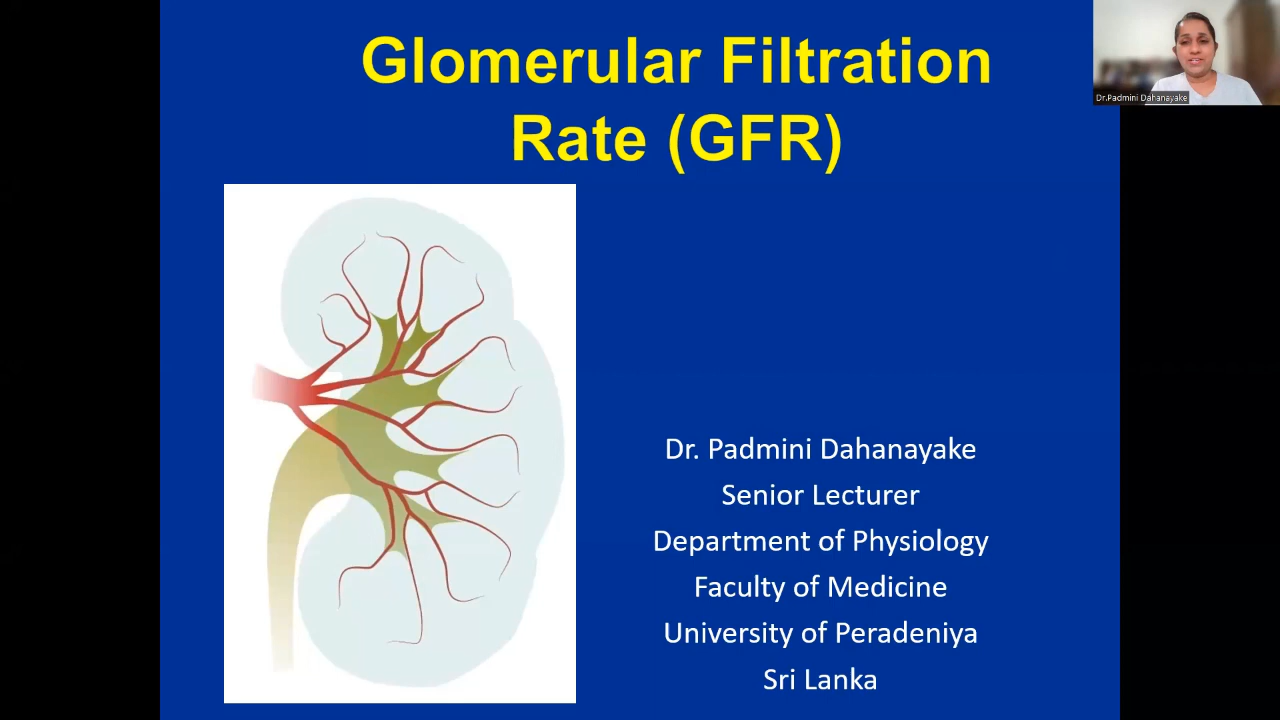 Glomerular Filtration
Rate (GFR)
Dr.Padmini Dahanayake
Dr. Padmini Dahanayake
Senior Lecturer
Department of Physiology
Faculty of Medicine
University of Peradeniya
Sri Lanka